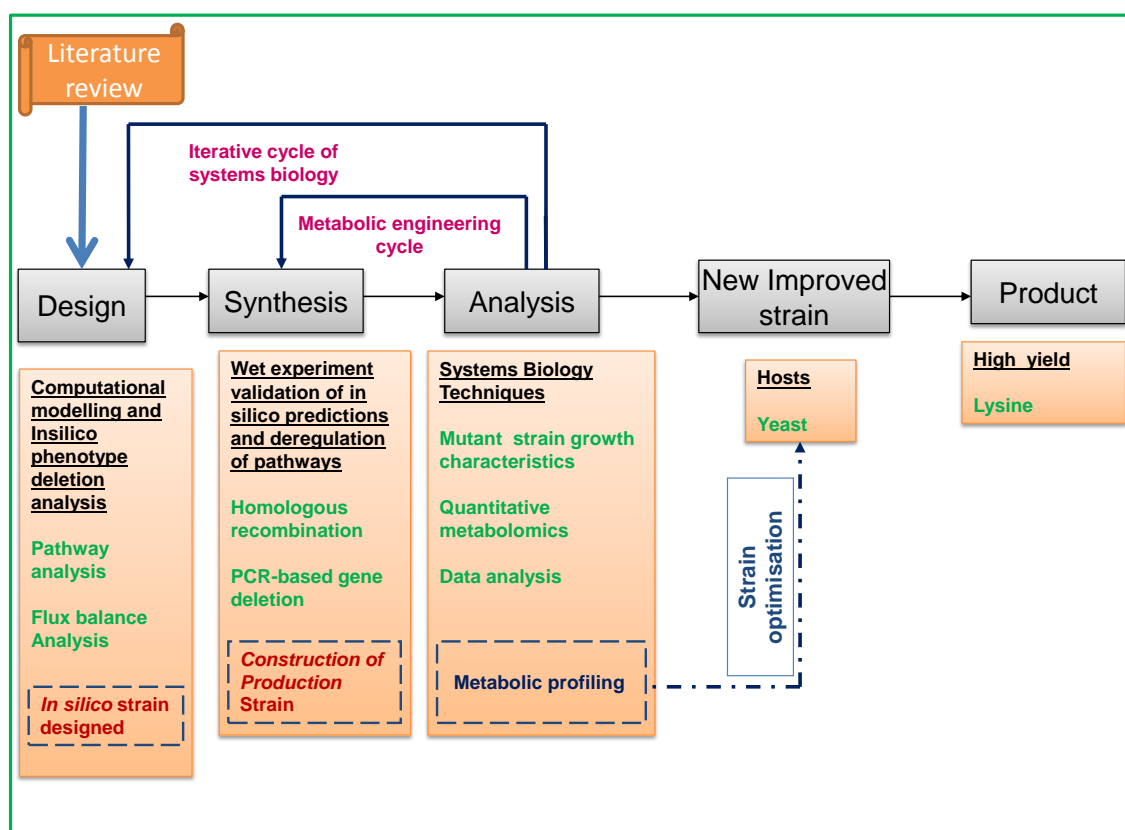 Literature
review
Iterative cycle of
systems biology
Metabolic engineering
cycle
Design
Synthesis
Analysis
New Improved
strain
Product
Computational
modelling and
Insilico
phenotype
deletion
analysis
Pathway
analysis
Flux balance
Analysis
In silico strain
designed
Wet experiment
validation of in
silico predictions
and deregulation
of pathways
Homologous
recombination
PCR-based gene
deletion
Construction of
Production
Strain
Systems Biology
Techniques
Mutant strain growth
characteristics
Quantitative
metabolomics
Data analysis
Metabolic profiling
Strain
optimisation
Hosts
Yeast
High yield
Lysine